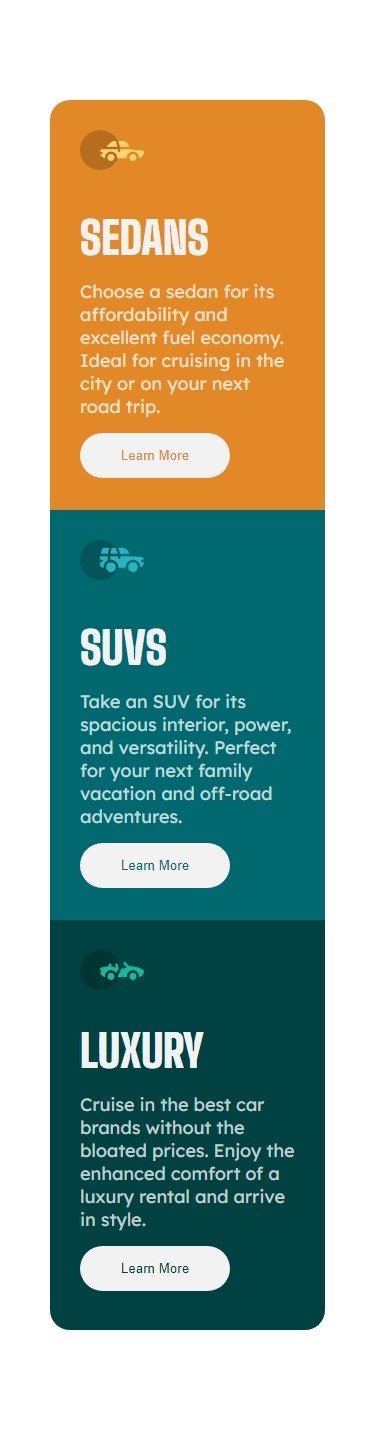 SEDANS
Choose a sedan for its
affordability and
excellent fuel economy.
Ideal for cruising in the
city or on your next
road trip.
Learn More
SUVS
Take an SUV for its
spacious interior, power,
and versatility. Perfect
for your next family
vacation and off-road
adventures.
Learn More
LUXURY
Cruise in the best car
brands without the
bloated prices. Enjoy the
enhanced comfort of a
luxury rental and arrive
in style.
Learn More